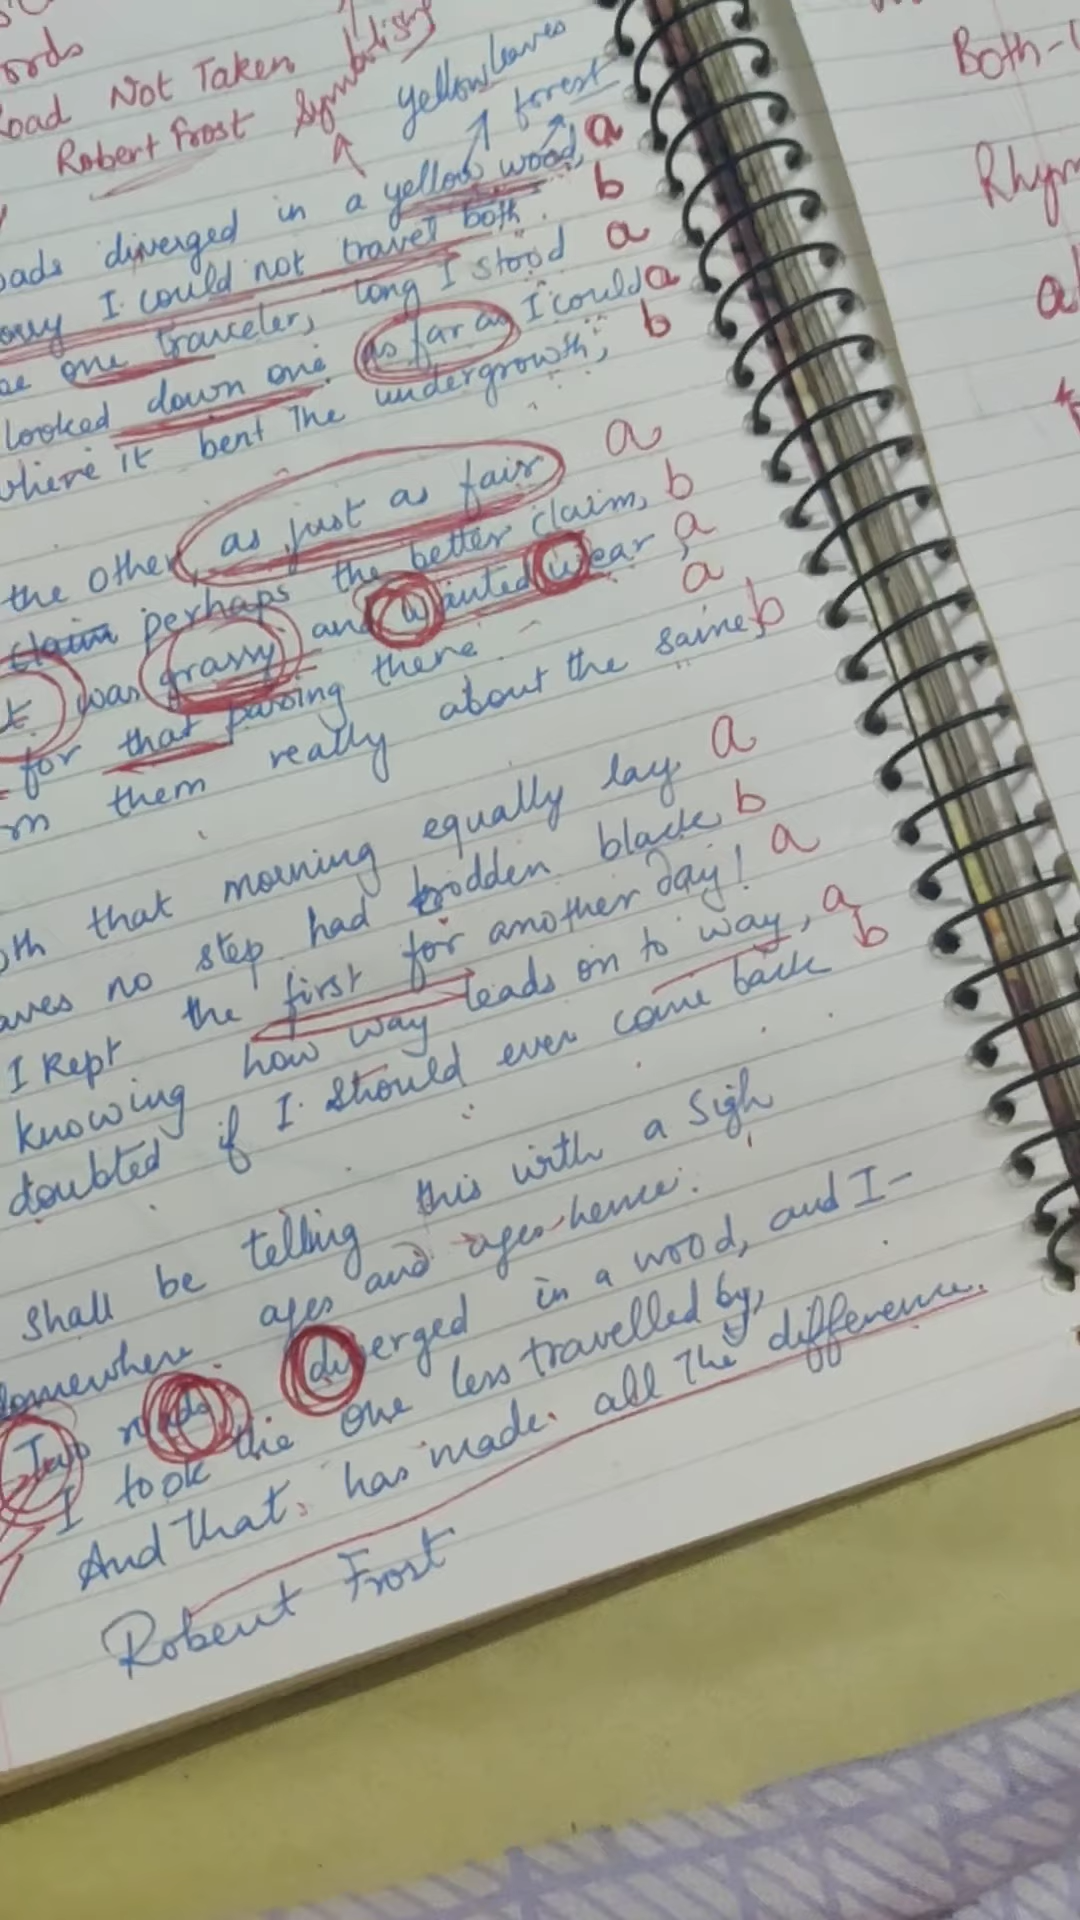 Road Not Taken
Robert Frost Symbolism
yellow leaves
forest
diverged in a yellow wood, a
I could not travel both b
one traveler, long I stood a
looked down one as far as I could a
where it bent The undergrowth; b
the other, as just as fair a
claim perhaps the better claim, b
was grassy and wanted wear, a
for that passing there a
them really about the same, b
that morning equally lay a
no step had trodden black b
I kept the first for another day! a
knowing how way leads on to way, a
doubted if I should ever come back b
shall be telling this with a sigh
Somewhere ages and ages hence:
Two roads diverged in a wood, and I-
I took the one less travelled by,
And that has made all The difference.
Robert Frost
Both-